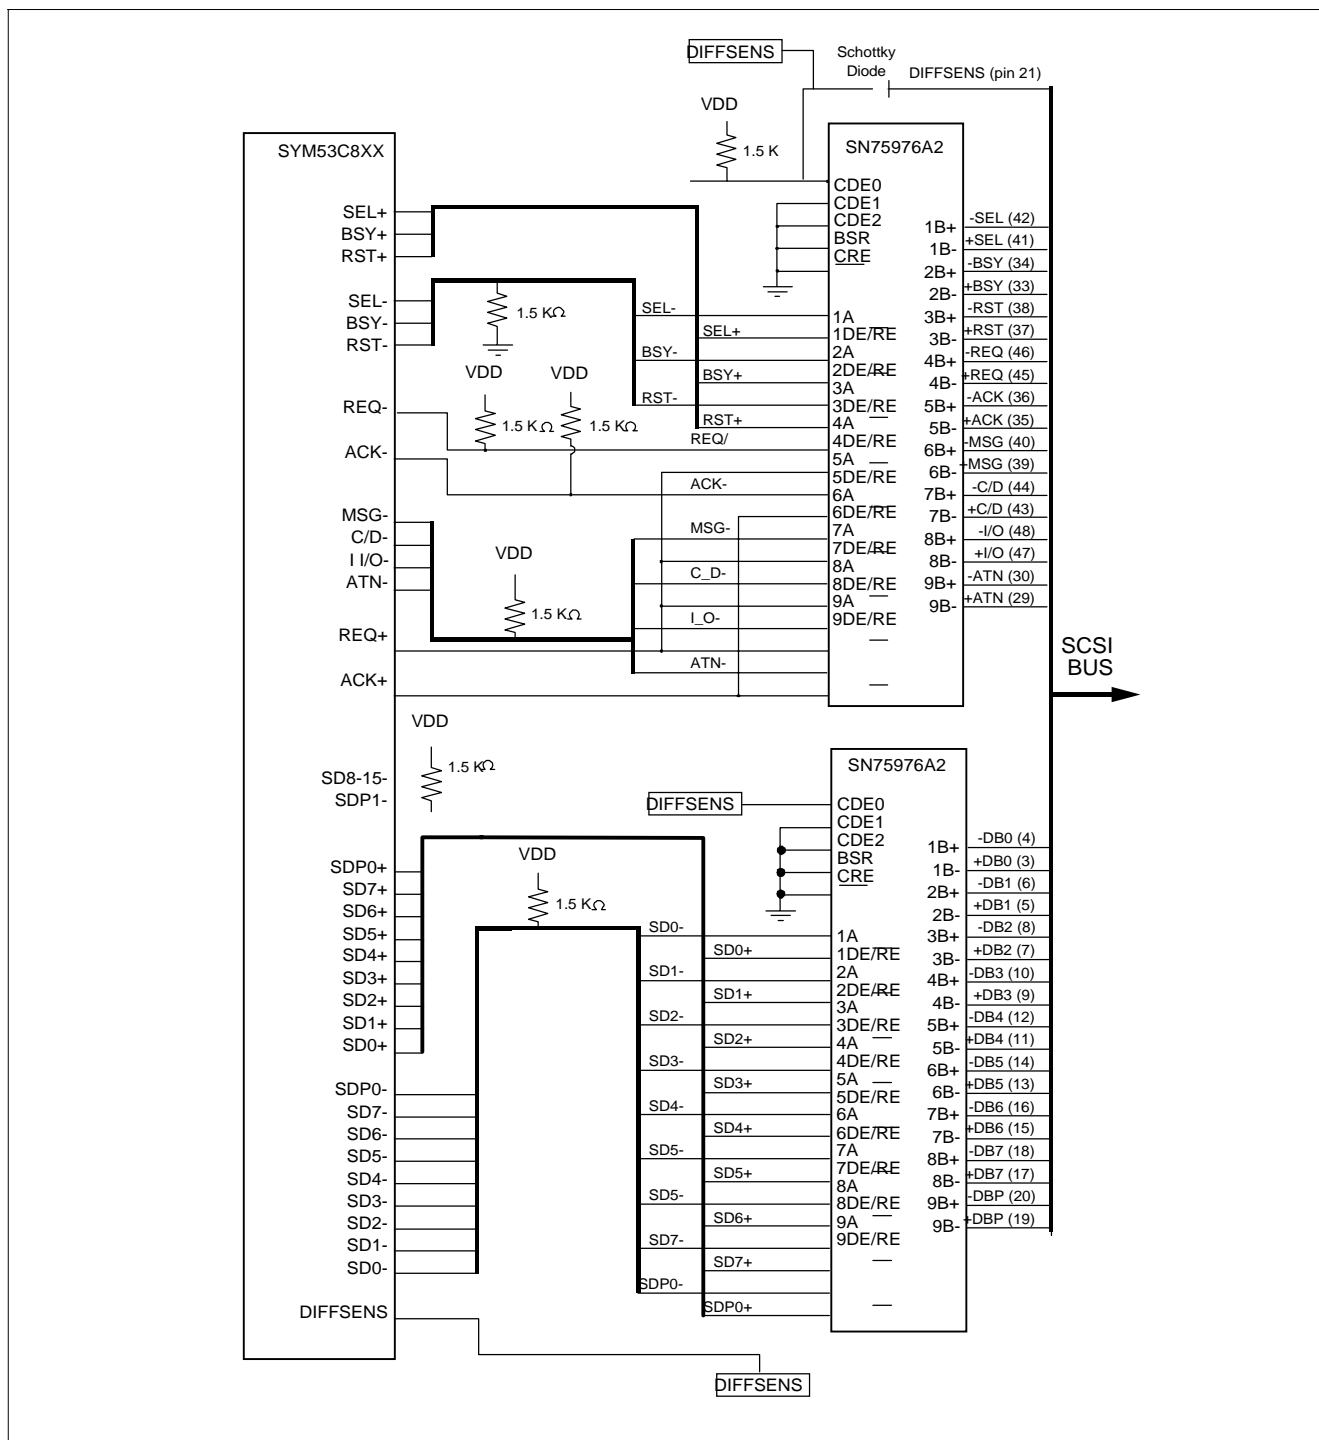 DIFFSENS
Schottky
Diode
DIFFSENS (pin 21)
VDD
1.5 K
SYM53C8XX
SEL+
BSY+
RST+
SEL-
BSY-
RST-
1.5 KΩ
VDD
VDD
REQ-
1.5 KΩ
1.5 KΩ
ACK-
MSG-
C/D-
I I/O-
ATN-
VDD
1.5 KΩ
REQ+
ACK+
VDD
1.5 KΩ
SD8-15-
SDP1-
SDP0+
SD7+
SD6+
SD5+
SD4+
SD3+
SD2+
SD1+
SD0+
VDD
1.5 KΩ
SDP0-
SD7-
SD6-
SD5-
SD4-
SD3-
SD2-
SD1-
SD0-
DIFFSENS
DIFFSENS
SEL-
SEL+
BSY-
BSY+
RST-
RST+
REQ/
ACK-
MSG-
C_D-
I_O-
ATN-
SN75976A2
CDE0
CDE1
CDE2
BSR
CRE
1A
1DE/RE
2A
2DE/RE
3A
3DE/RE
4A
4DE/RE
5A
5DE/RE
6A
6DE/RE
7A
7DE/RE
8A
8DE/RE
9A
9DE/RE
1B+
1B-
2B+
2B-
3B+
3B-
4B+
4B-
5B+
5B-
6B+
6B-
7B+
7B-
8B+
8B-
9B+
9B-
-SEL (42)
+SEL (41)
-BSY (34)
+BSY (33)
-RST (38)
+RST (37)
-REQ (46)
+REQ (45)
-ACK (36)
+ACK (35)
-MSG (40)
+MSG (39)
-C/D (44)
+C/D (43)
-I/O (48)
+I/O (47)
-ATN (30)
+ATN (29)
SCSI
BUS
DIFFSENS
SD0-
SD0+
SD1-
SD1+
SD2-
SD2+
SD3-
SD3+
SD4-
SD4+
SD5-
SD5+
SD5-
SD6+
SD7-
SD7+
SDP0-
SDP0+
SN75976A2
CDE0
CDE1
CDE2
BSR
CRE
1A
1DE/RE
2A
2DE/RE
3A
3DE/RE
4A
4DE/RE
5A
5DE/RE
6A
6DE/RE
7A
7DE/RE
8A
8DE/RE
9A
9DE/RE
1B+
1B-
2B+
2B-
3B+
3B-
4B+
4B-
5B+
5B-
6B+
6B-
7B+
7B-
8B+
8B-
9B+
9B-
-DB0 (4)
+DB0 (3)
-DB1 (6)
+DB1 (5)
-DB2 (8)
+DB2 (7)
-DB3 (10)
+DB3 (9)
-DB4 (12)
+DB4 (11)
-DB5 (14)
+DB5 (13)
-DB6 (16)
+DB6 (15)
-DB7 (18)
+DB7 (17)
-DBP (20)
+DBP (19)